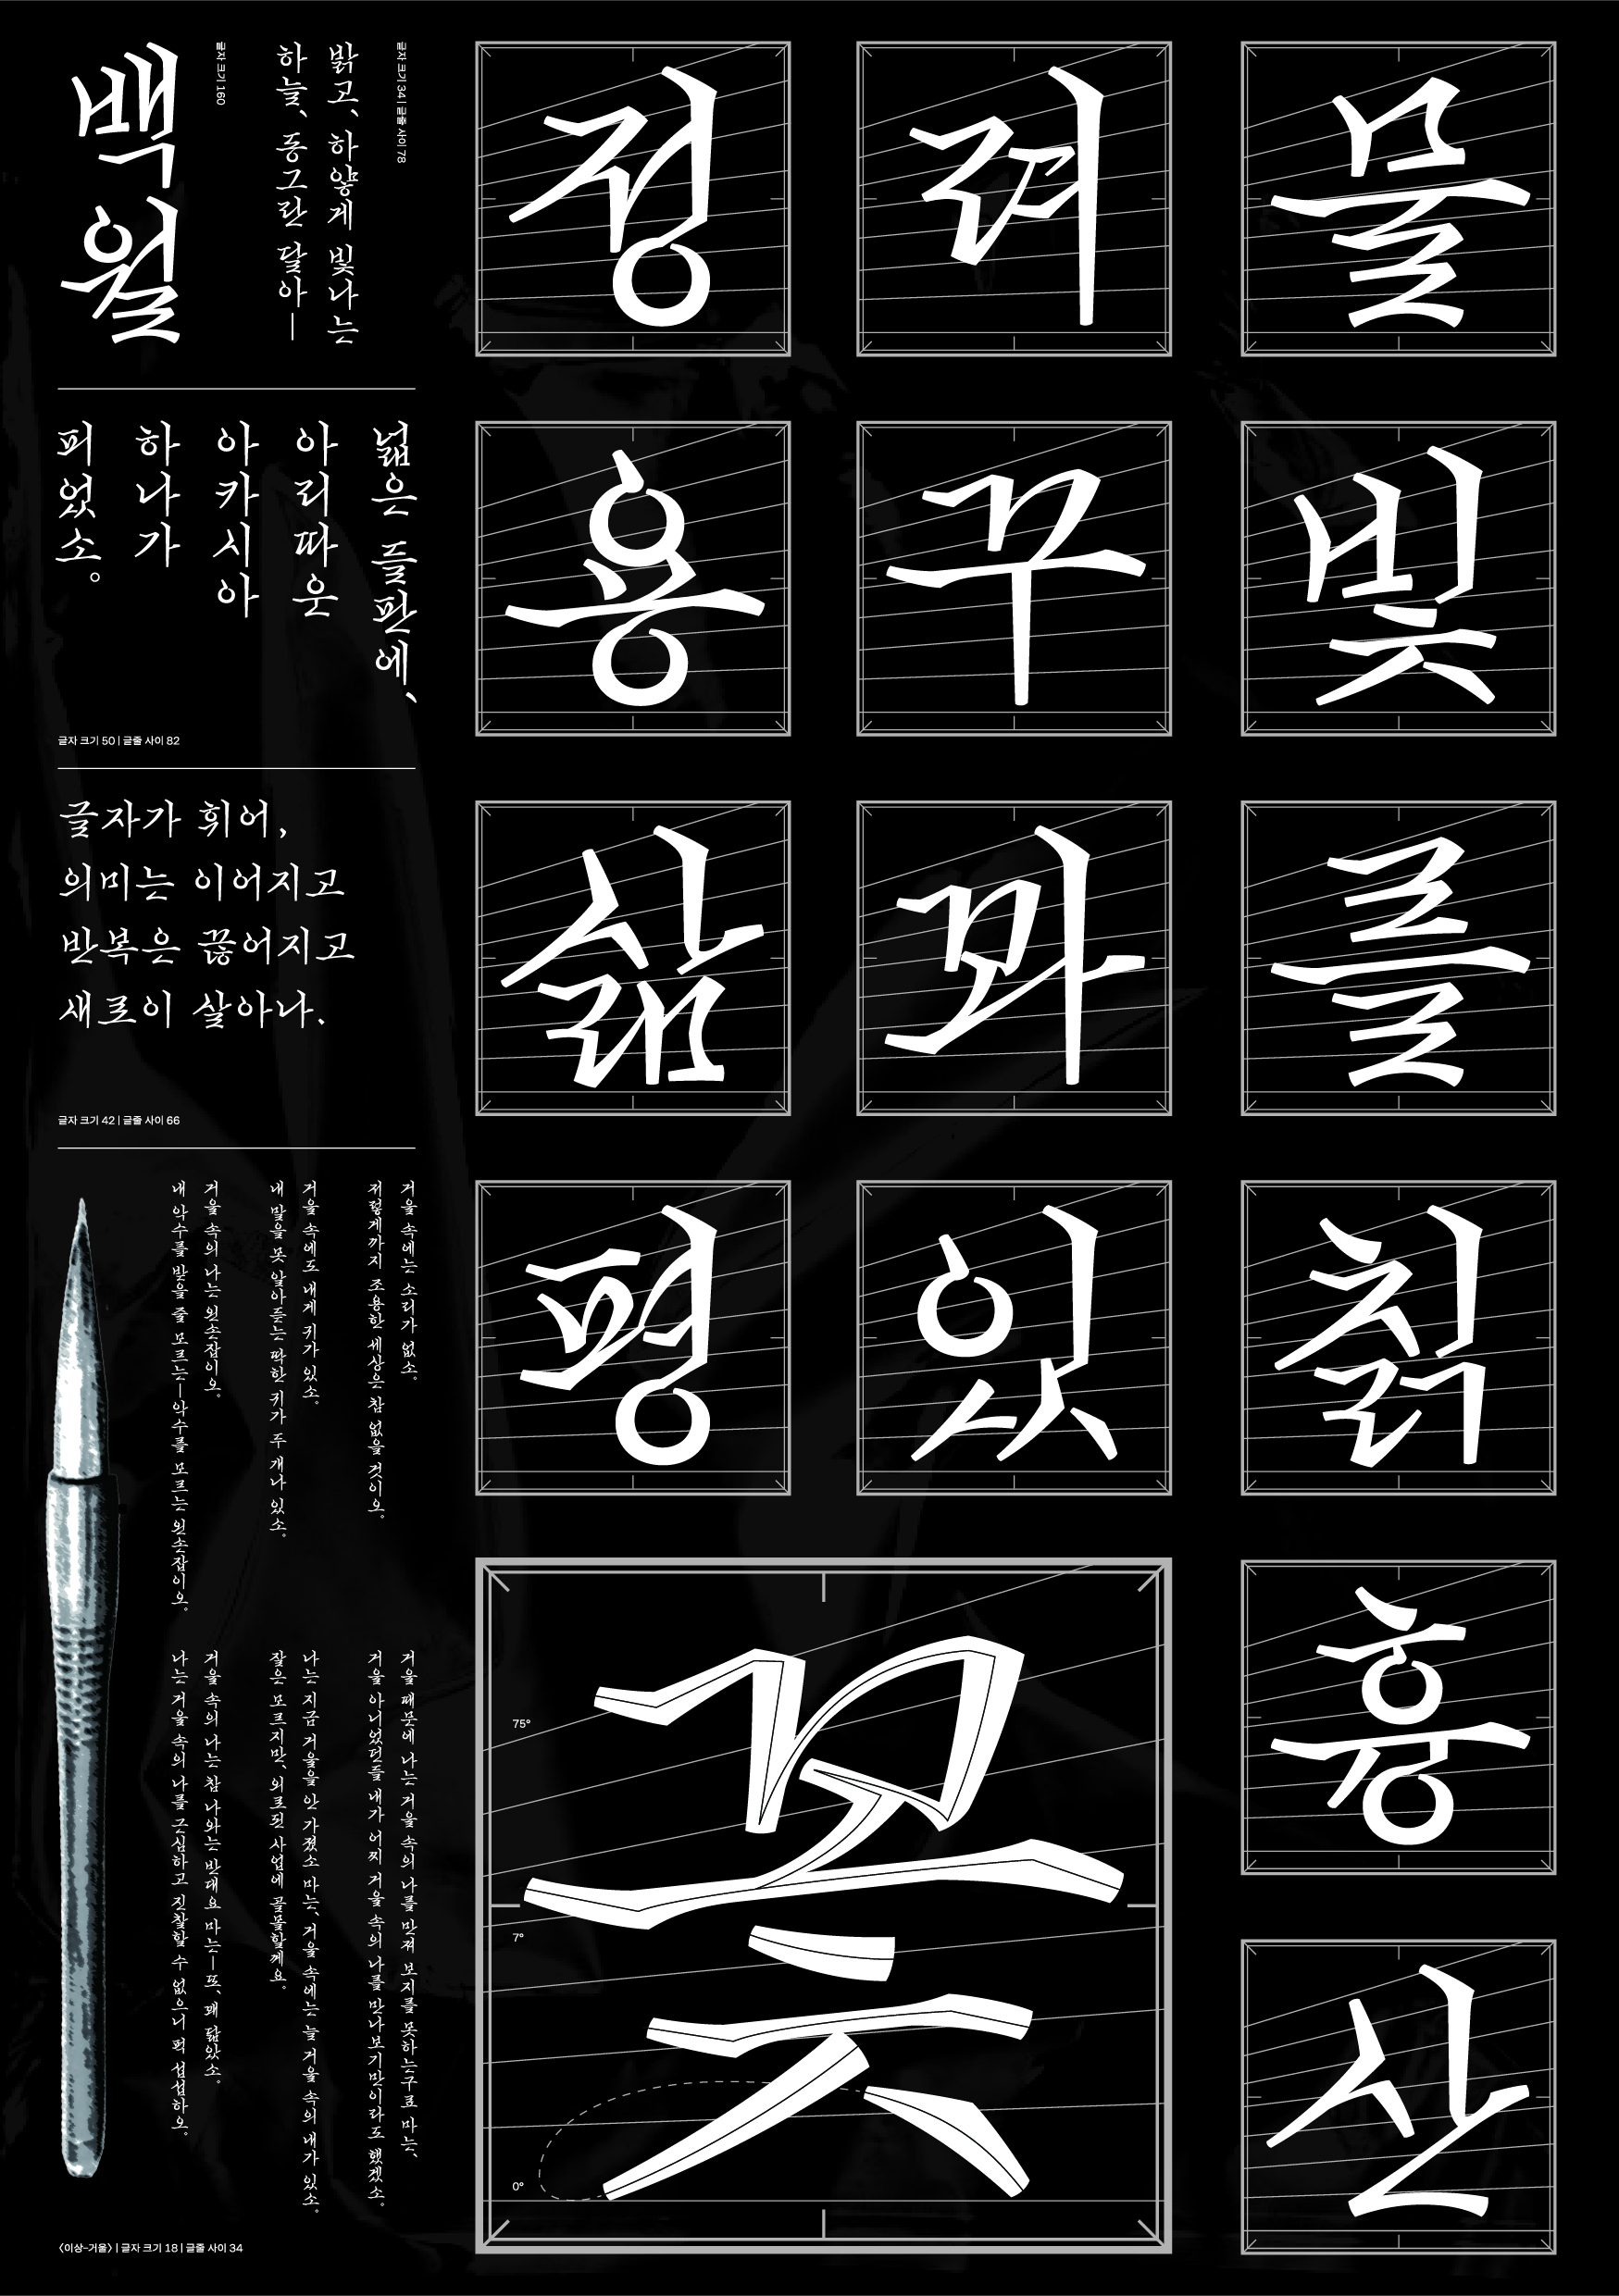 백월
글자 크기 160
밝고、하얗게 빛나는
하늘、동그란 달아—
글자 크기 34 | 글줄 사이 78
넓은 들판에、
아리따운
아카시아
하나가
피었소。
글자 크기 50 | 글줄 사이 82
글자가 휘어,
의미는 이어지고
반복은 끊어지고
새로이 살아나.
글자 크기 42 | 글줄 사이 66
거울 속에는 소리가 없소。
저렇게까지 조용한 세상은 참 없을 것이오。
거울 속에도 내게 귀가 있소。
내 말을 못 알아듣는 딱한 귀가 두 개나 있소。
거울 속의 나는 왼손잡이오。
내 악수를 받을 줄 모르는—악수를 모르는 왼손잡이오。
거울 때문에 나는 거울 속의 나를 만져 보지를 못하는구료 마는、
거울 아니었던들 내가 어찌 거울 속의 나를 만나보기만이라도 했겠소。
나는 지금 거울을 안 가졌소 마는、거울 속에는 늘 거울 속의 내가 있소。
잘은 모르지만、외로된 사업에 골몰할께요。
거울 속의 나는 참 나와는 반대요 마는—또、꽤 닮았소。
나는 거울 속의 나를 근심하고 진찰할 수 없으니 퍽 섭섭하오。
〈이상-거울〉 | 글자 크기 18 | 글줄 사이 34
정 려 물
용 꾸 빛
삶 꽈 를
평 있 칡
꽃 흉
산
75°
7°
0°